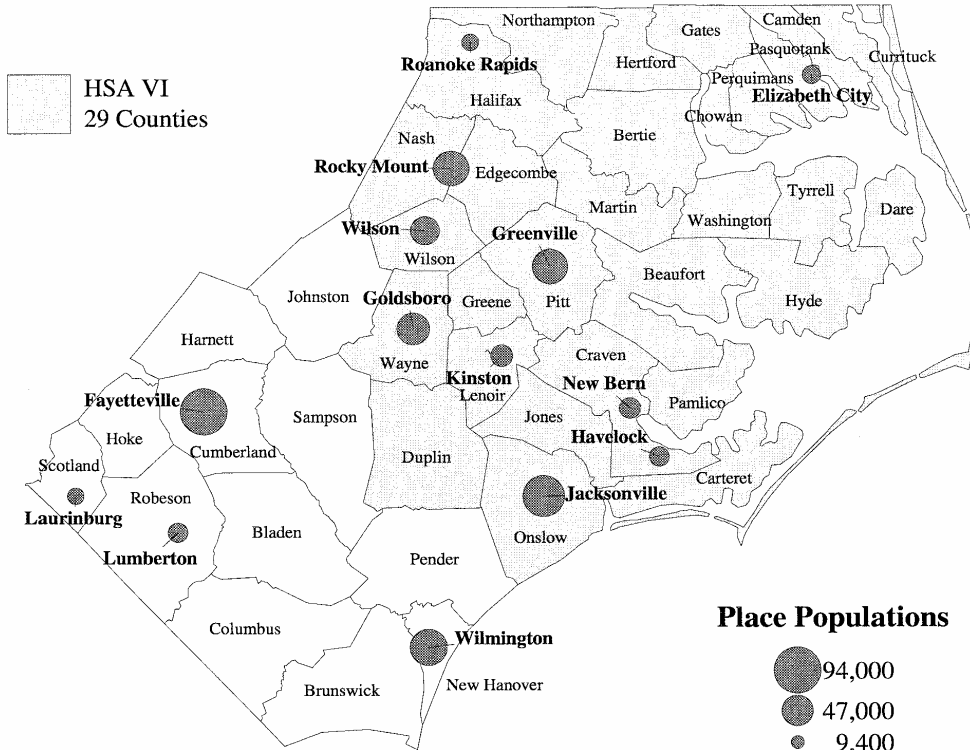 Northampton
Gates
Camden
Pasquotank
Currituck
Hertford
Roanoke Rapids
Perquimans
Elizabeth City
HSA VI
29 Counties
Halifax
Chowan
Bertie
Nash
Rocky Mount
Edgecombe
Tyrrell
Martin
Washington
Dare
Wilson
Greenville
Wilson
Beaufort
Johnston
Goldsboro
Greene
Pitt
Hyde
Harnett
Wayne
Craven
Kinston
New Bern
Lenoir
Fayetteville
Pamlico
Sampson
Jones
Hoke
Havelock
Cumberland
Duplin
Scotland
Carteret
Robeson
Jacksonville
Laurinburg
Bladen
Onslow
Lumberton
Pender
Columbus
Wilmington
New Hanover
Brunswick
Place Populations
94,000
47,000
9,400